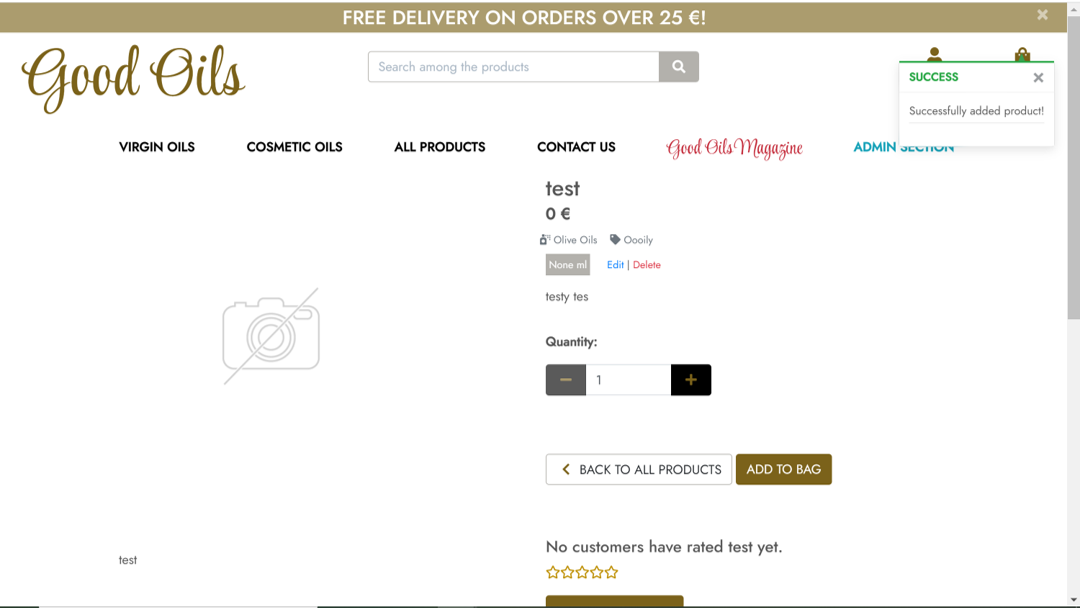 FREE DELIVERY ON ORDERS OVER 25 €!
Good Oils
Search among the products
SUCCESS
Successfully added product!
VIRGIN OILS
COSMETIC OILS
ALL PRODUCTS
CONTACT US
Good Oils Magazine
ADMIN SECTION
test
0 €
Olive Oils
Oooily
None ml
Edit | Delete
testy tes
Quantity:
1
BACK TO ALL PRODUCTS
ADD TO BAG
No customers have rated test yet.
test